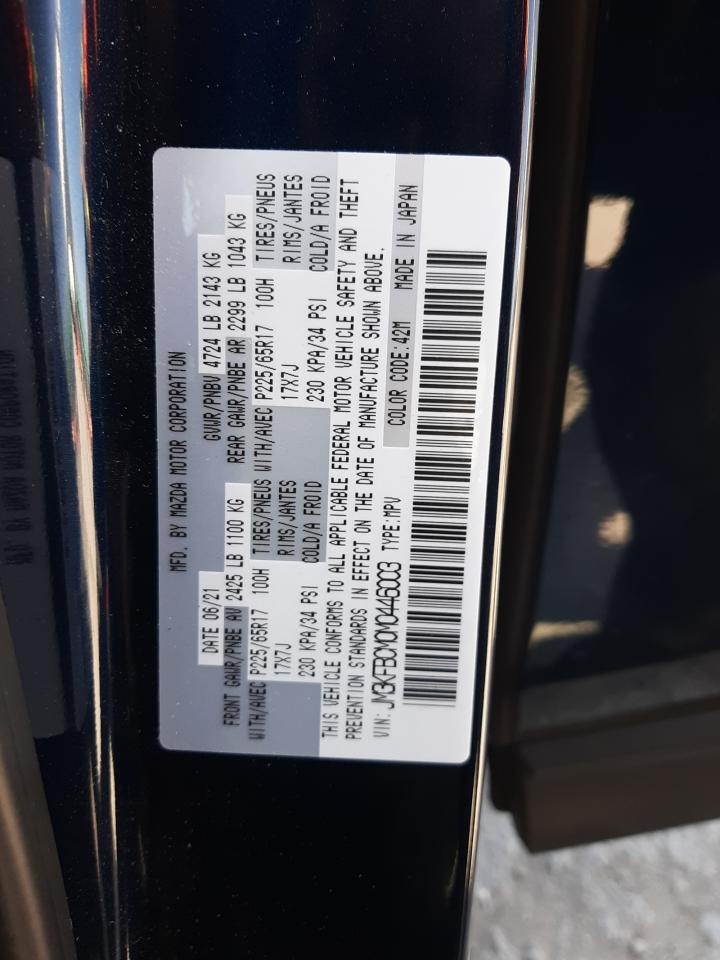 MFD. BY MAZDA MOTOR CORPORATION
DATE 06/21 GVWR/PNBV 4724 LB 2143 KG
FRONT GAWR/PNBE AV 2425 LB 1100 KG REAR GAWR/PNBE AR 2299 LB 1043 KG
WITH/AVEC P225/65R17 100H TIRES/PNEUS WITH/AVEC P225/65R17 100H TIRES/PNEUS
17X7J RIMS/JANTES 17X7J RIMS/JANTES
230 KPA/34 PSI COLD/A FROID 230 KPA/34 PSI COLD/A FROID
THIS VEHICLE CONFORMS TO ALL APPLICABLE FEDERAL MOTOR VEHICLE SAFETY AND THEFT
PREVENTION STANDARDS IN EFFECT ON THE DATE OF MANUFACTURE SHOWN ABOVE.
VIN: JM3KFBCM0M0446003 TYPE:MPV COLOR CODE:42M MADE IN JAPAN